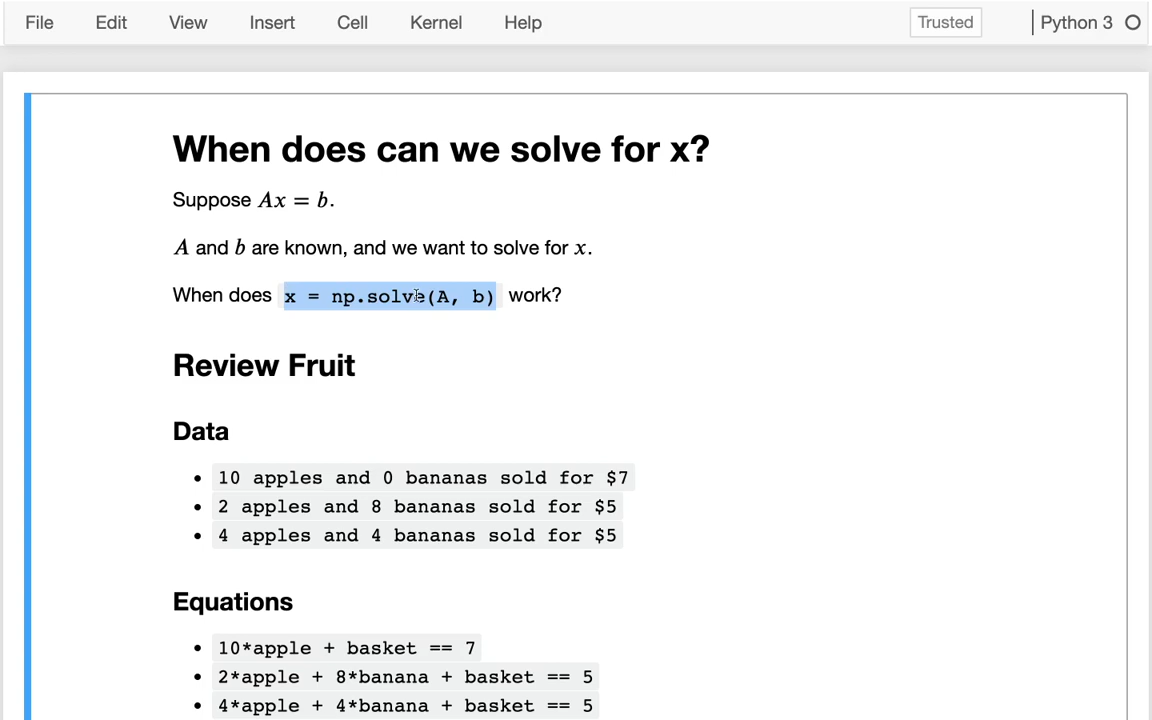 File Edit View Insert Cell Kernel Help Trusted Python 3
When does can we solve for x?
Suppose Ax = b.
A and b are known, and we want to solve for x.
When does x = np.solve(A, b) work?
Review Fruit
Data
• 10 apples and 0 bananas sold for $7
• 2 apples and 8 bananas sold for $5
• 4 apples and 4 bananas sold for $5
Equations
• 10*apple + basket == 7
• 2*apple + 8*banana + basket == 5
• 4*apple + 4*banana + basket == 5